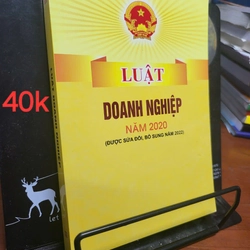 40k
LUẬT
DOANH NGHIỆP
NĂM 2020
(ĐƯỢC SỬA ĐỔI, BỔ SUNG NĂM 2022)